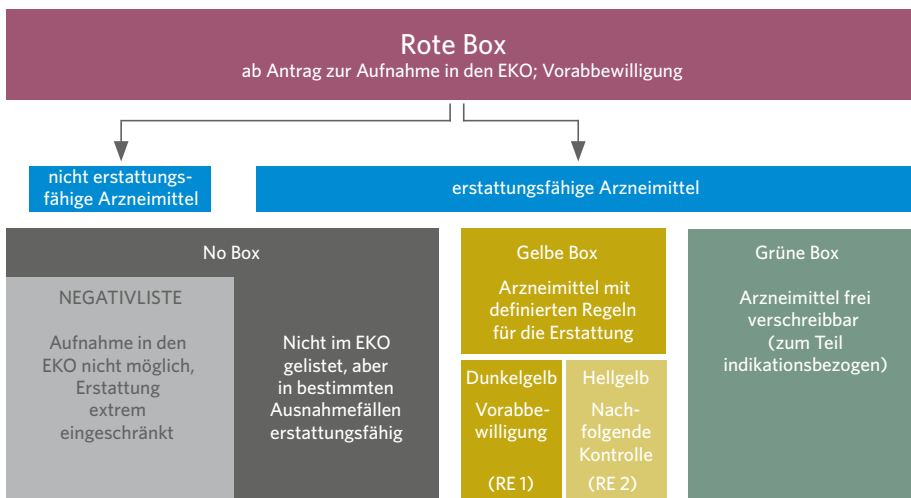 Rote Box
ab Antrag zur Aufnahme in den EKO; Vorabbewilligung
nicht erstattungs-
fähige Arzneimittel
erstattungsfähige Arzneimittel
No Box
NEGATIVLISTE
Aufnahme in den
EKO nicht möglich,
Erstattung
extrem
eingeschränkt
Nicht im EKO
gelistet, aber
in bestimmten
Ausnahmefällen
erstattungsfähig
Gelbe Box
Arzneimittel mit
definierten Regeln
für die Erstattung
Dunkelgelb
Vorabbe-
willigung
(RE 1)
Hellgelb
Nach-
folgende
Kontrolle
(RE 2)
Grüne Box
Arzneimittel frei
verschreibbar
(zum Teil
indikationsbezogen)